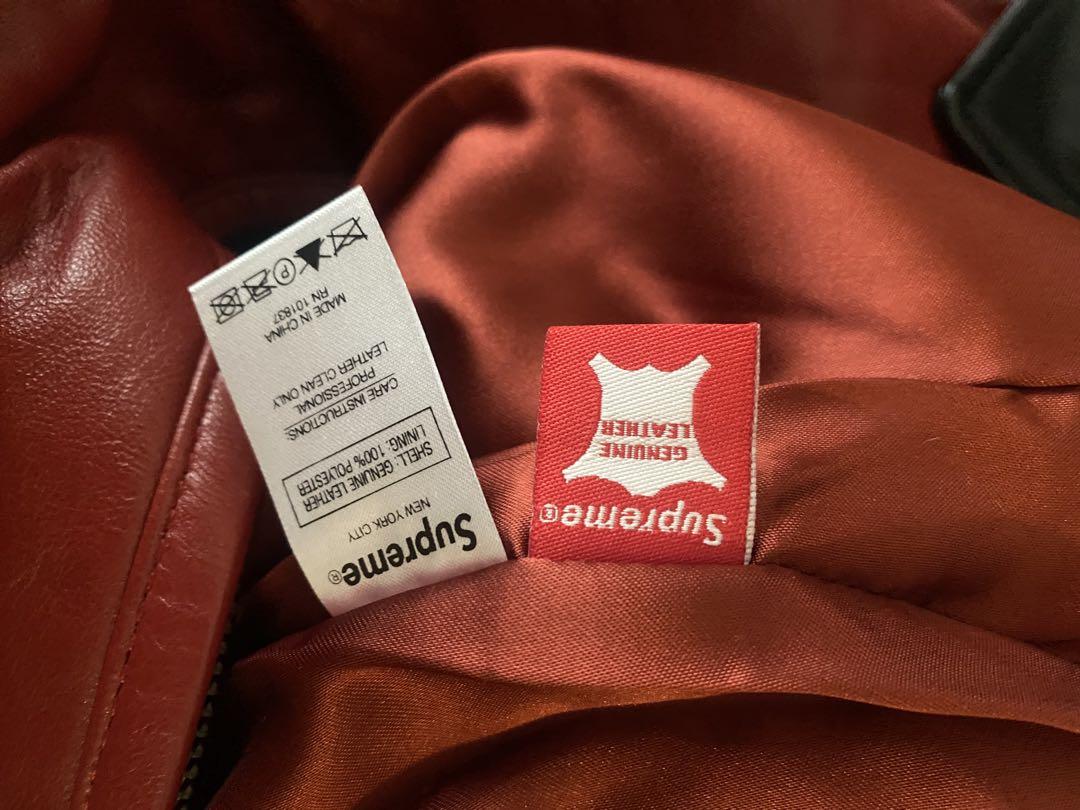 Supreme®
NEW YORK CITY
SHELL: GENUINE LEATHER
LINING: 100% POLYESTER
CARE INSTRUCTIONS:
PROFESSIONAL
LEATHER CLEAN ONLY
MADE IN CHINA
RN 101837
P
Supreme®
GENUINE
LEATHER